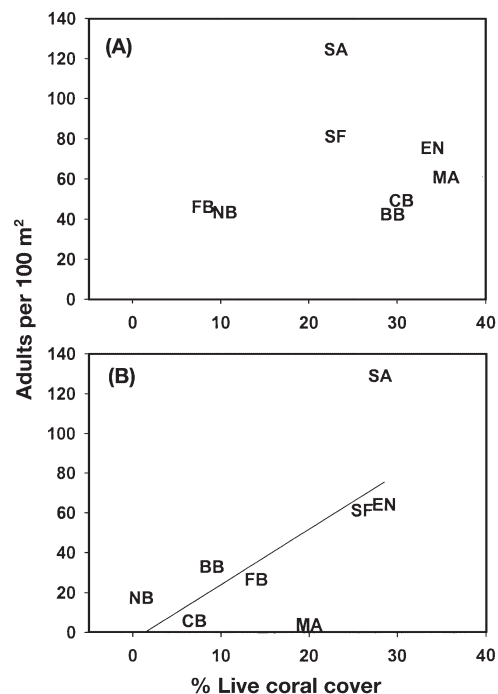 140
(A)
SA
120
100
SF
80
EN
MA
60
CB
FB NB
BB
40
20
0
0 10 20 30 40
Adults per 100 m²
140
(B)
SA
120
100
80
EN
SF
60
BB
40
FB
NB
20
CB
MA
0
0 10 20 30 40
% Live coral cover